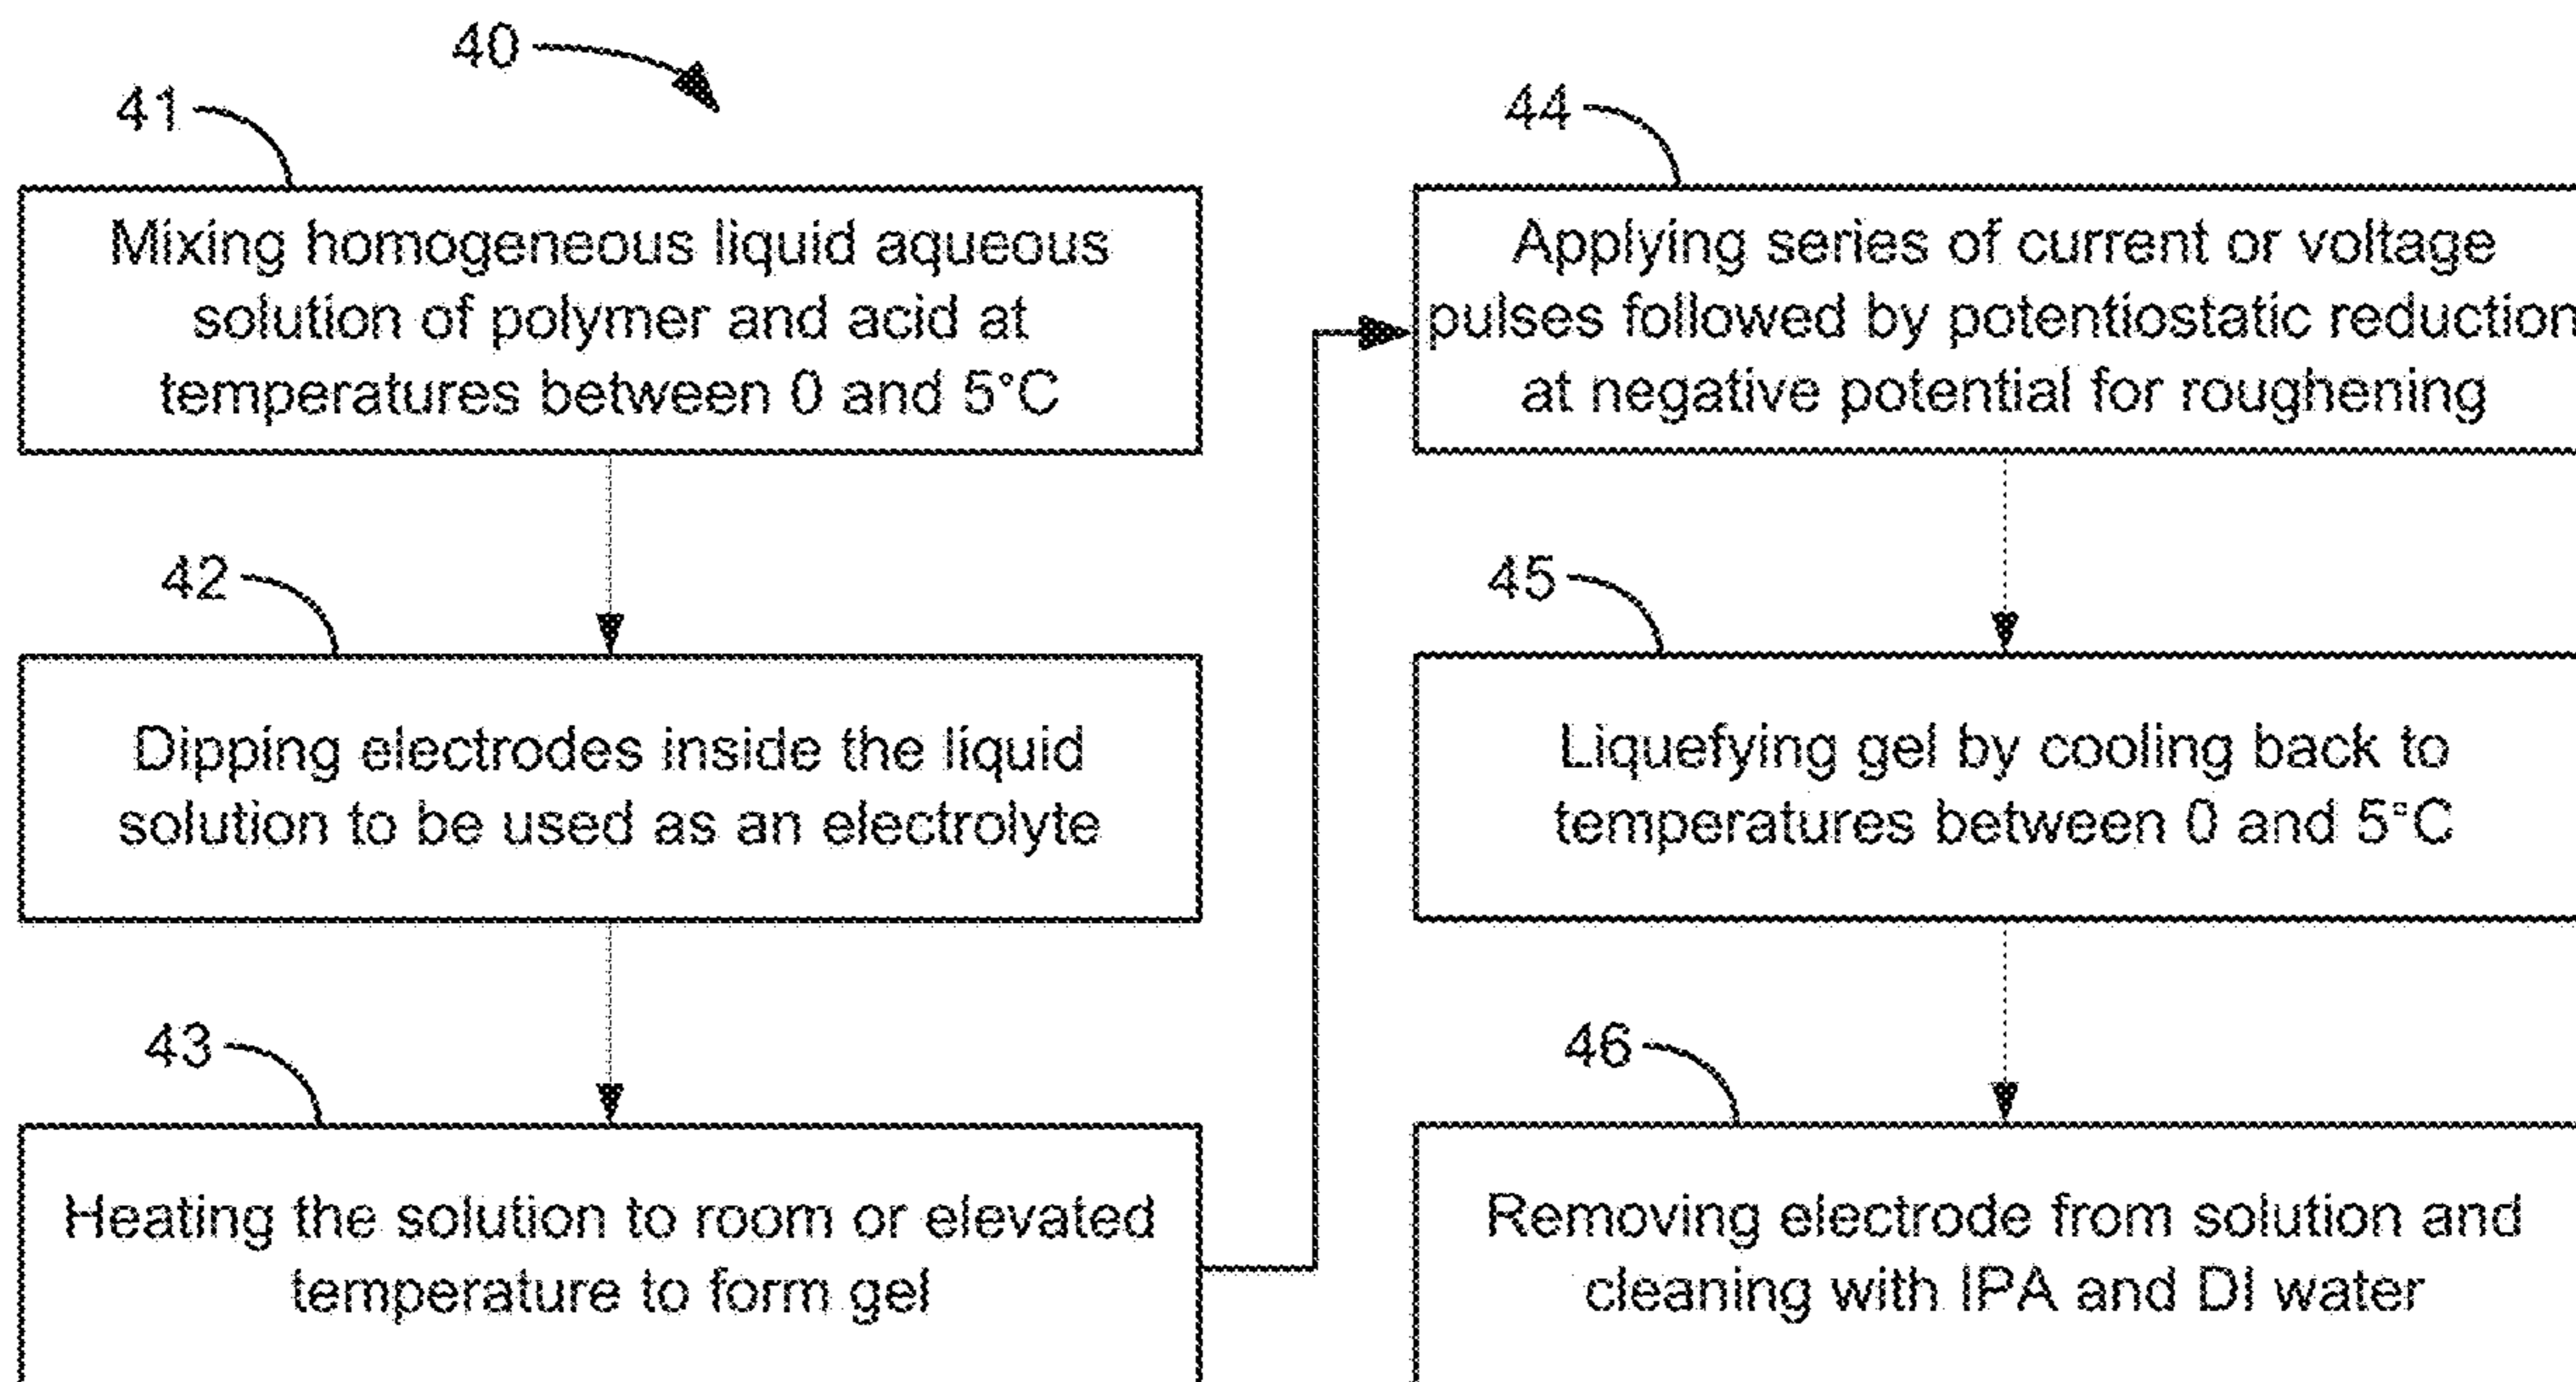 40
41
Mixing homogeneous liquid aqueous
solution of polymer and acid at
temperatures between 0 and 5°C
42
Dipping electrodes inside the liquid
solution to be used as an electrolyte
43
Heating the solution to room or elevated
temperature to form gel
44
Applying series of current or voltage
pulses followed by potentiostatic reduction
at negative potential for roughening
45
Liquefying gel by cooling back to
temperatures between 0 and 5°C
46
Removing electrode from solution and
cleaning with IPA and DI water